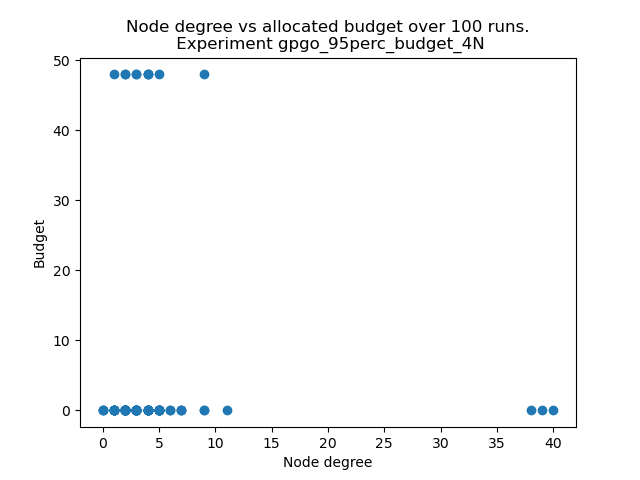 Node degree vs allocated budget over 100 runs.
Experiment gpgo_95perc_budget_4N
50
40
30
20
10
0
Budget
0 5 10 15 20 25 30 35 40
Node degree